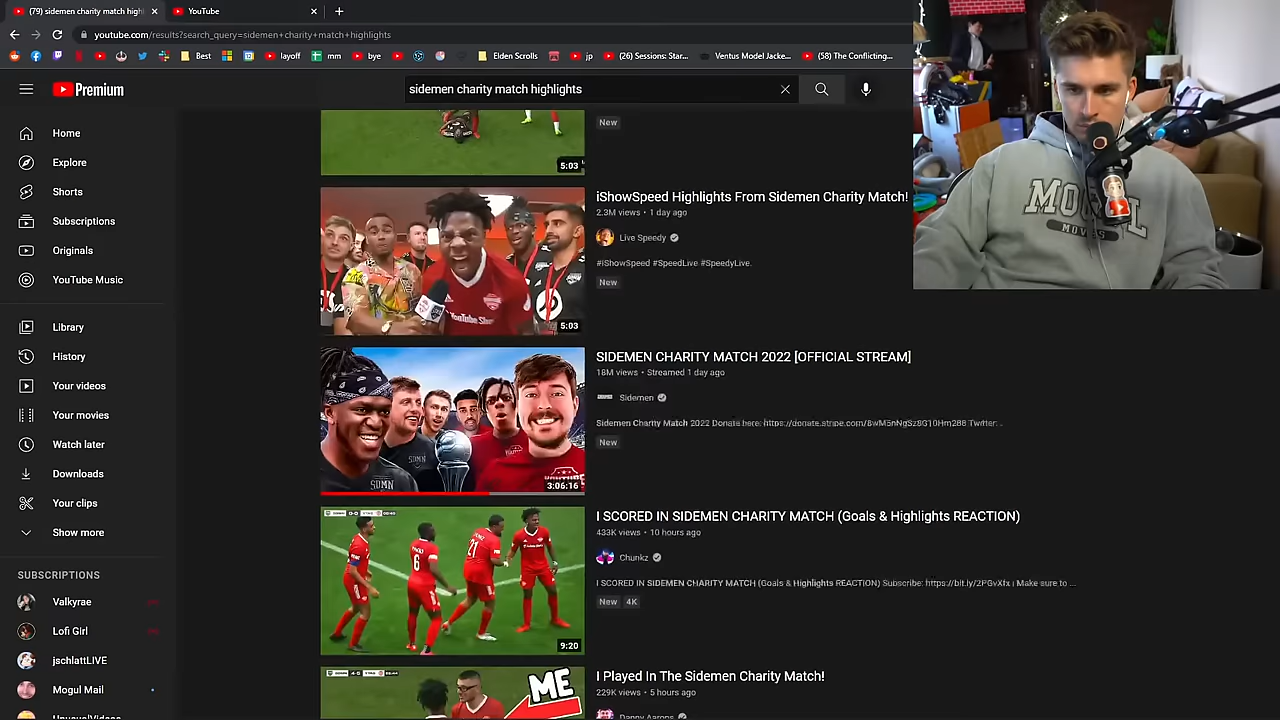 (79) sidemen charity match highl
YouTube
youtube.com/results?search_query=sidemen+charity+match+highlights
Best
layoff
mm
bye
Elden Scrolls
jp
(26) Sessions: Star...
Ventus Model Jacke...
(58) The Conflicting...
Premium
sidemen charity match highlights
Home
Explore
Shorts
Subscriptions
Originals
YouTube Music
Library
History
Your videos
Your movies
Watch later
Downloads
Your clips
Show more
SUBSCRIPTIONS
Valkyrae
Lofi Girl
jschlattLIVE
Mogul Mail
UnusualVideos
5:03
New
iShowSpeed Highlights From Sidemen Charity Match!
2.3M views • 1 day ago
Live Speedy
#iShowSpeed #SpeedLive #SpeedyLive.
New
5:03
SIDEMEN CHARITY MATCH 2022 [OFFICIAL STREAM]
18M views • Streamed 1 day ago
Sidemen
Sidemen Charity Match 2022 Donate here:
New
SDMN
3:06:16
I SCORED IN SIDEMEN CHARITY MATCH (Goals & Highlights REACTION)
433K views • 10 hours ago
Chunkz
I SCORED IN SIDEMEN CHARITY MATCH (Goals & Highlights REACTION) Subscribe: https://bit.ly/2PGvXfx | Make sure to ...
New 4K
6
21
9:20
I Played In The Sidemen Charity Match!
229K views • 5 hours ago
Danny Aarons
ME
MOVIES